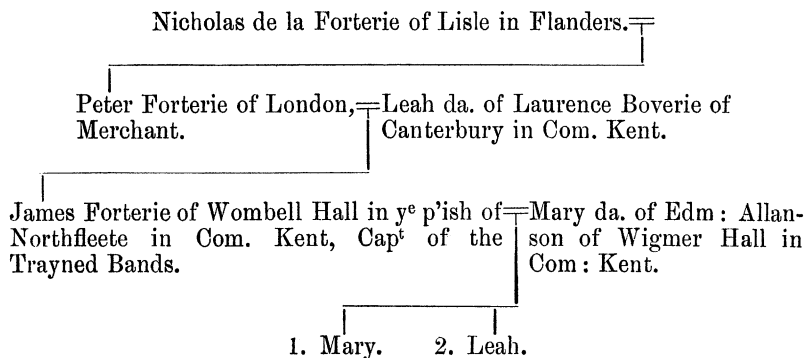 Nicholas de la Forterie of Lisle in Flanders.
Peter Forterie of London,
Merchant.
Leah da. of Laurence Boverie of
Canterbury in Com. Kent.
James Forterie of Wombell Hall in yᵉ p'ish of
Northfleete in Com. Kent, Capᵗ of the
Trayned Bands.
Mary da. of Edm : Allan-
son of Wigmer Hall in
Com : Kent.
1. Mary. 2. Leah.